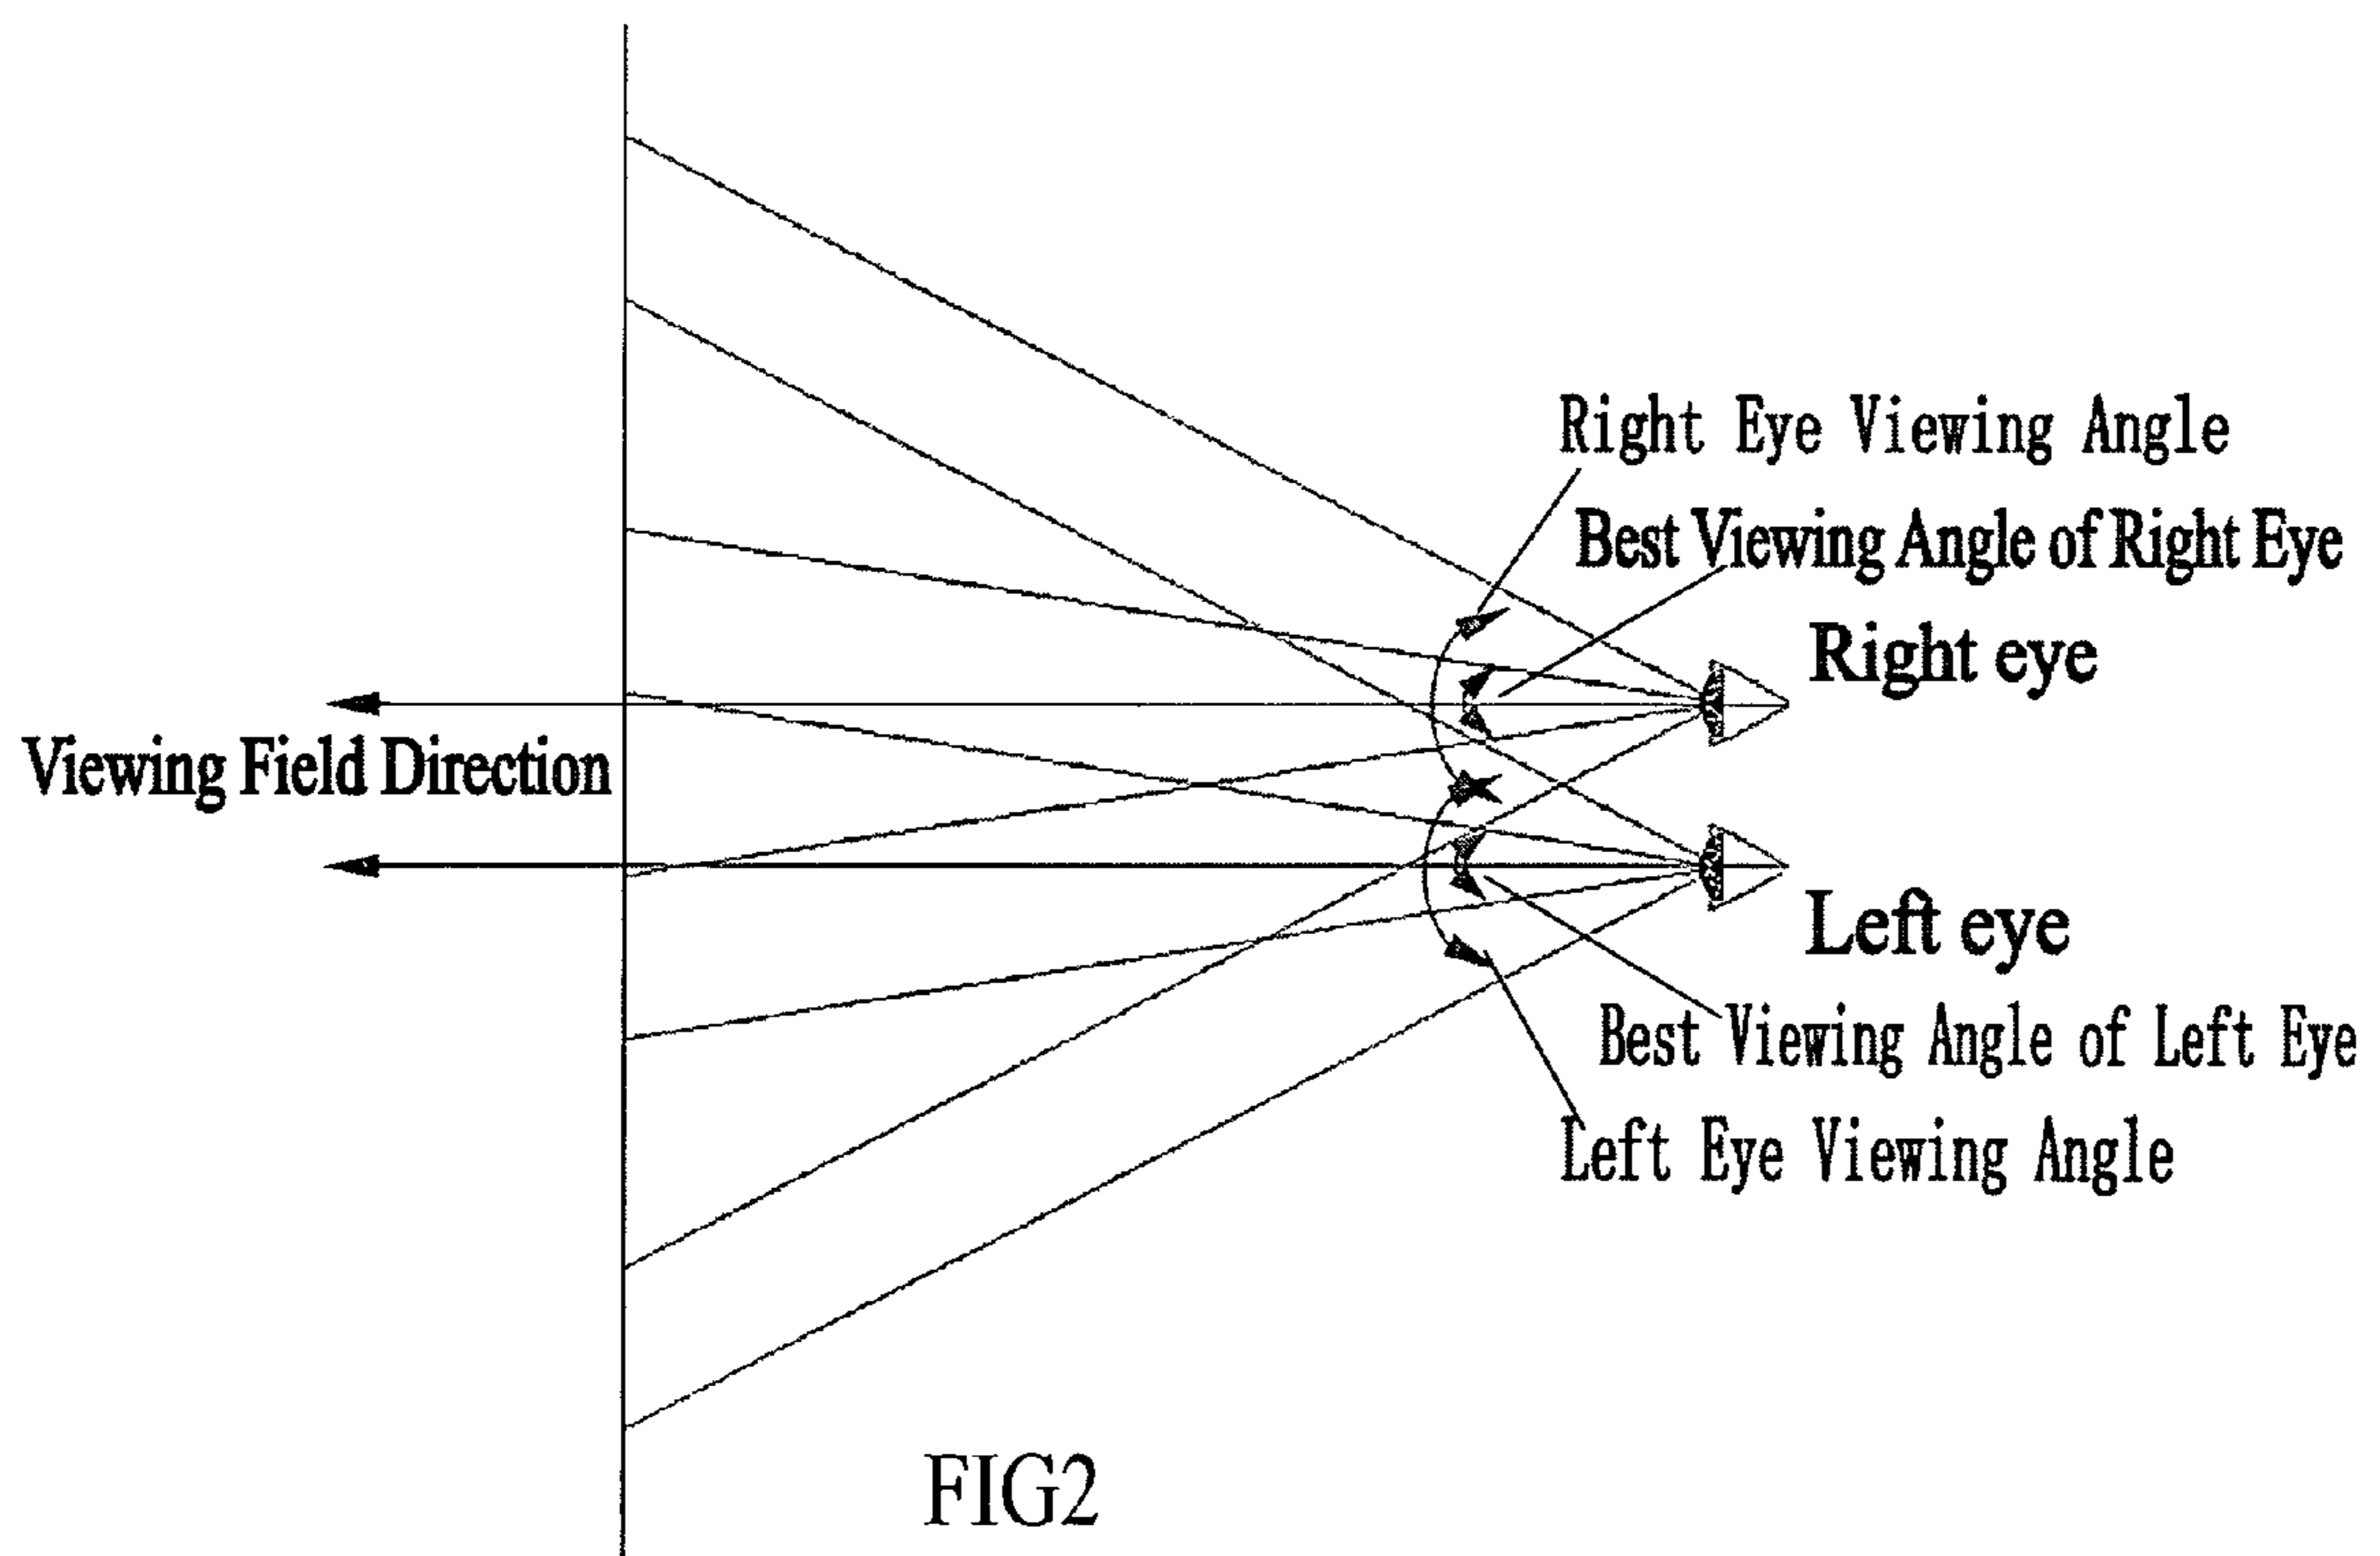 Right Eye Viewing Angle
Best Viewing Angle of Right Eye
Right eye
Viewing Field Direction
Left eye
Best Viewing Angle of Left Eye
Left Eye Viewing Angle
FIG2